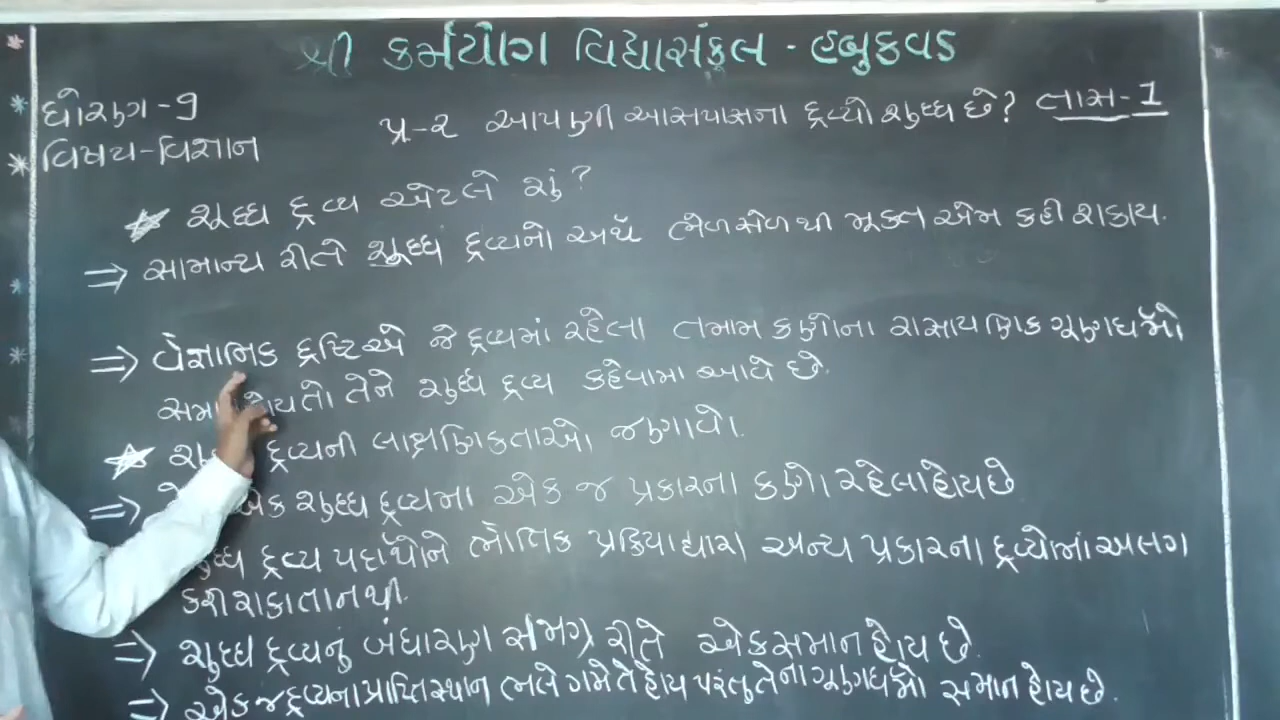 શ્રી કર્મયોગ વિદ્યાસંકુલ - હબુકવડ
ધોરણ - 9
પ્ર-૨ આપણી આસપાસના દ્રવ્યો શુદ્ધ છે? તાસ-1
વિષય-વિજ્ઞાન
★ શુદ્ધ દ્રવ્ય એટલે શું?
⇒ સામાન્ય રીતે શુદ્ધ દ્રવ્યનો અર્થ ભેળસેળથી મૂક્ત એમ કહી શકાય.
⇒ વૈજ્ઞાનિક દ્રષ્ટિએ જે દ્રવ્યમાં રહેલા તમામ કણોના રાસાયણિક ગુણધર્મો
હોયતો તેને શુદ્ધ દ્રવ્ય કહેવામા આવે છે.
★ દ્રવ્યની લાક્ષણિકતાઓ જણાવો.
⇒ એક શુદ્ધ દ્રવ્યમા એક જ પ્રકારના કણો રહેલા હોય છે
દ્રવ્ય પદાર્થોને ભૌતિક પ્રક્રિયા દ્વારા અન્ય પ્રકારના દ્રવ્યોમાં અલગ
કરી શકાતા નથી.
⇒ શુદ્ધ દ્રવ્યનું બંધારણ સમગ્ર રીતે એકસમાન હોય છે.
⇒ એક જ દ્રવ્યના પ્રાપ્તિસ્થાન ભલે ગમે તે હોય પરંતુ તેના ગુણધર્મો સમાન હોય છે.